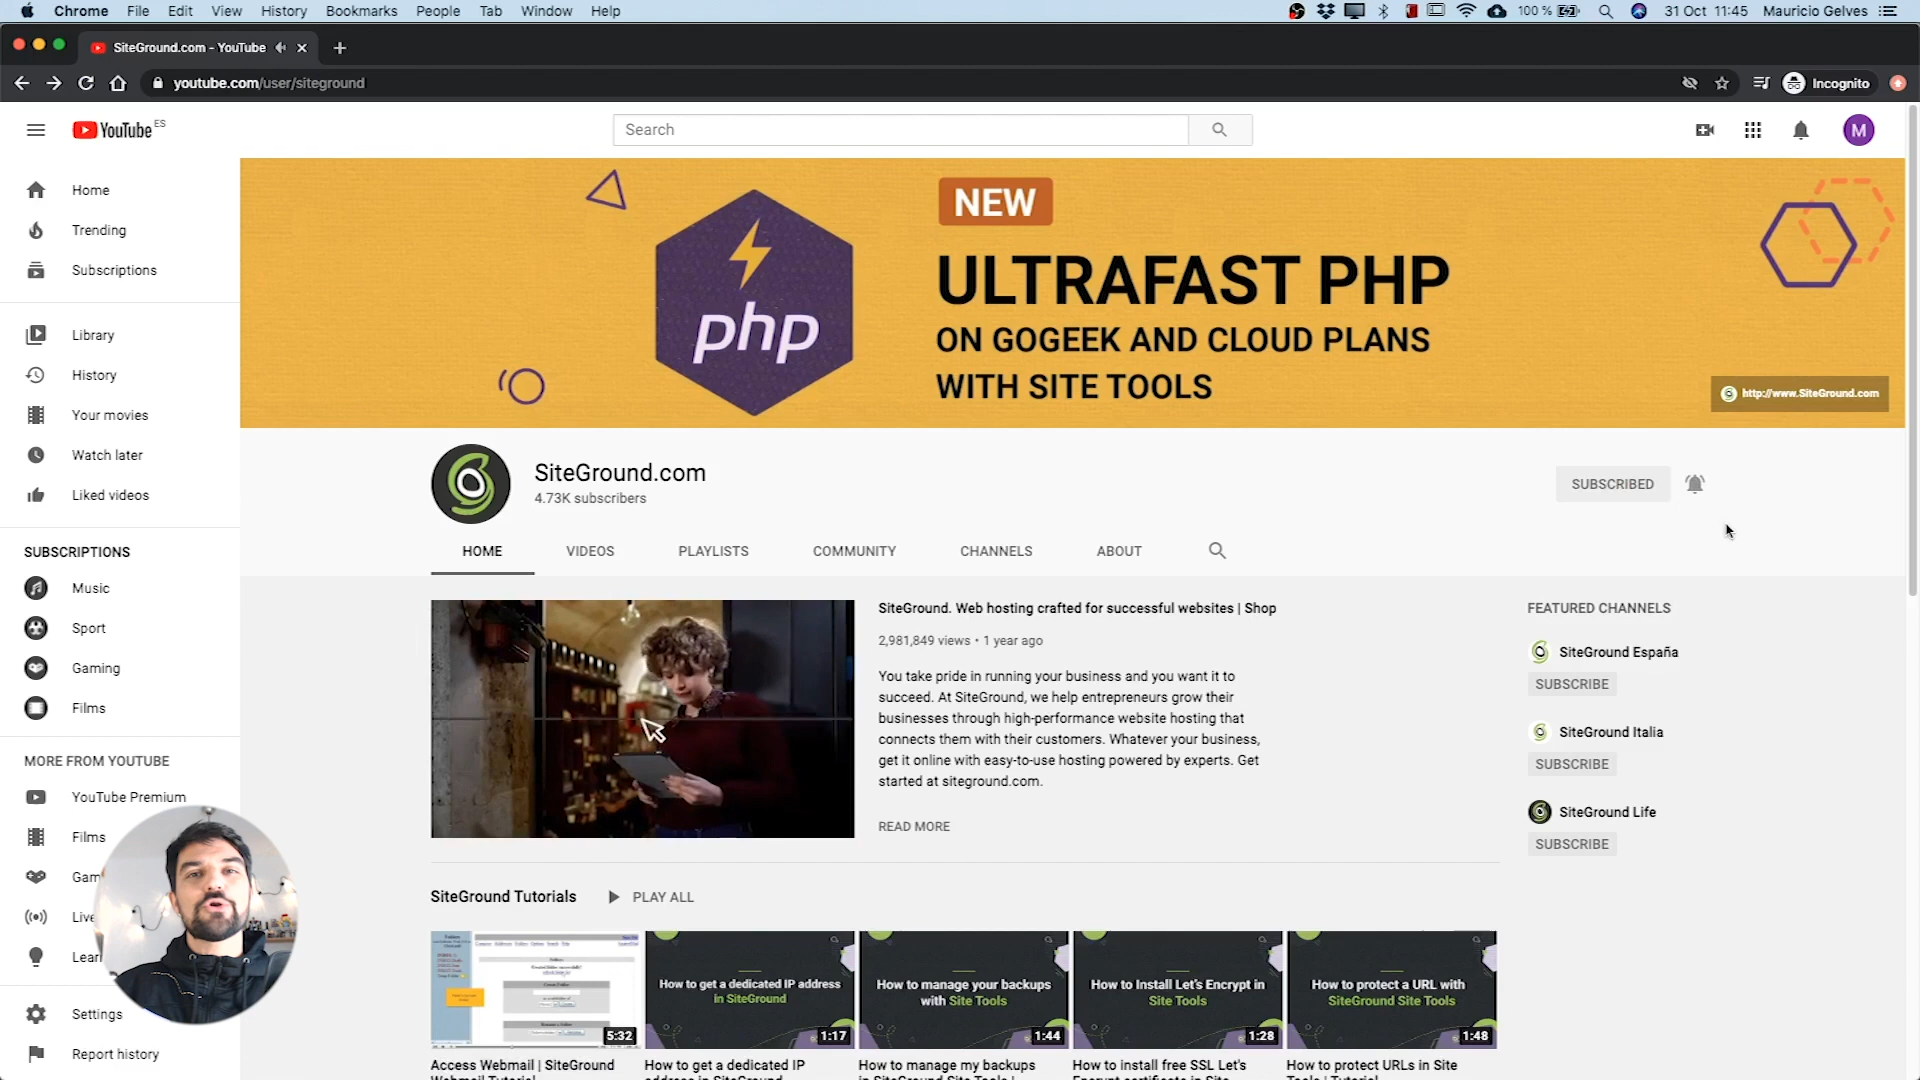 Chrome File Edit View History Bookmarks People Tab Window Help
100 % 31 Oct 11:45 Mauricio Gelves
SiteGround.com - YouTube
youtube.com/user/siteground
Incognito
YouTube ES
Search
M
Home
Trending
Subscriptions
Library
History
Your movies
Watch later
Liked videos
SUBSCRIPTIONS
Music
Sport
Gaming
Films
MORE FROM YOUTUBE
YouTube Premium
Films
Gam
Live
Lear
Settings
Report history
NEW
php
ULTRAFAST PHP
ON GOGEEK AND CLOUD PLANS
WITH SITE TOOLS
http://www.SiteGround.com
SiteGround.com
4.73K subscribers
SUBSCRIBED
HOME VIDEOS PLAYLISTS COMMUNITY CHANNELS ABOUT
SiteGround. Web hosting crafted for successful websites | Shop
2,981,849 views • 1 year ago
You take pride in running your business and you want it to
succeed. At SiteGround, we help entrepreneurs grow their
businesses through high-performance website hosting that
connects them with their customers. Whatever your business,
get it online with easy-to-use hosting powered by experts. Get
started at siteground.com.
READ MORE
FEATURED CHANNELS
SiteGround España
SUBSCRIBE
SiteGround Italia
SUBSCRIBE
SiteGround Life
SUBSCRIBE
SiteGround Tutorials PLAY ALL
5:32
How to get a dedicated IP address
in SiteGround
1:17
How to manage your backups
with Site Tools
1:44
How to Install Let's Encrypt in
Site Tools
1:28
How to protect a URL with
SiteGround Site Tools
1:48
Access Webmail | SiteGround
How to get a dedicated IP
How to manage my backups
How to install free SSL Let's
How to protect URLs in Site